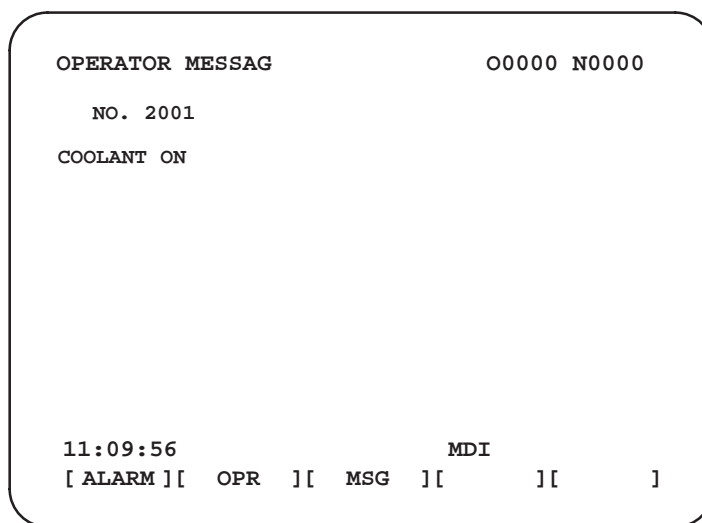 OPERATOR MESSAG O0000 N0000
NO. 2001
COOLANT ON
11:09:56 MDI
[ ALARM ][ OPR ][ MSG ][ ][ ]